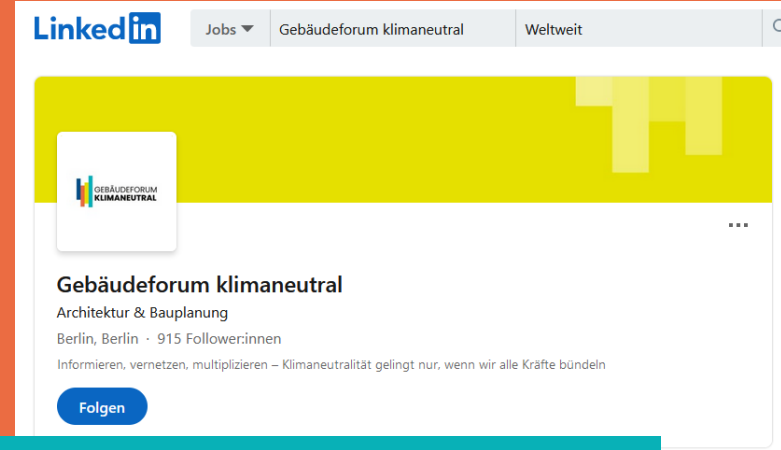 LinkedIn
Jobs Gebäudeforum klimaneutral Weltweit
GEBÄUDEFORUM
KLIMANEUTRAL
Gebäudeforum klimaneutral
Architektur & Bauplanung
Berlin, Berlin · 915 Follower:innen
Informieren, vernetzen, multiplizieren – Klimaneutralität gelingt nur, wenn wir alle Kräfte bündeln
Folgen